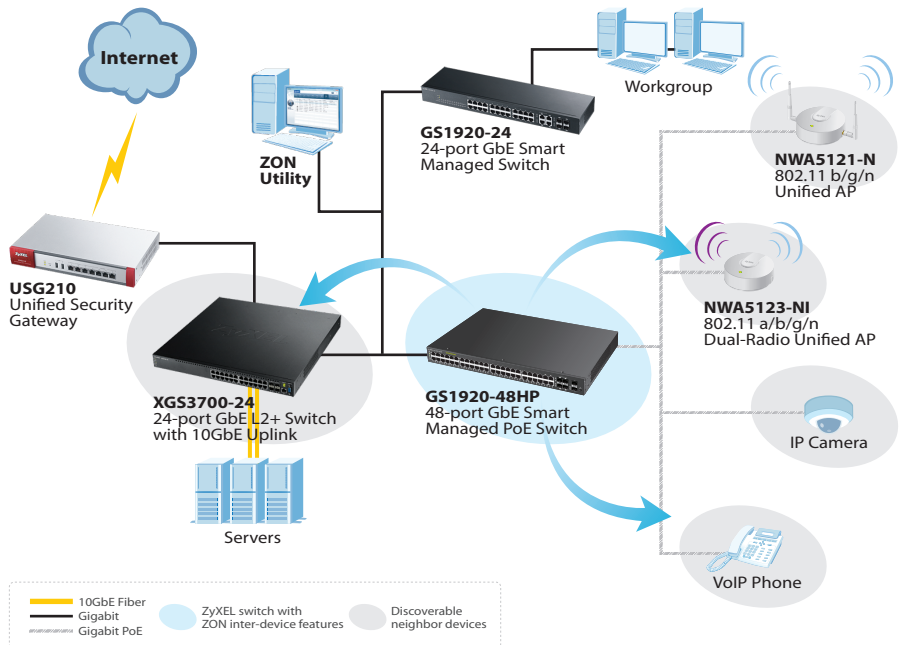 Internet
Workgroup
GS1920-24
24-port GbE Smart
Managed Switch
ZON
Utility
NWA5121-N
802.11 b/g/n
Unified AP
ZyXEL
USG210
Unified Security
Gateway
NWA5123-NI
802.11 a/b/g/n
Dual-Radio Unified AP
ZyXEL
XGS3700-24
24-port GbE L2+ Switch
with 10GbE Uplink
GS1920-48HP
48-port GbE Smart
Managed PoE Switch
IP Camera
Servers
VoIP Phone
10GbE Fiber
Gigabit
Gigabit PoE
ZyXEL switch with
ZON inter-device features
Discoverable
neighbor devices